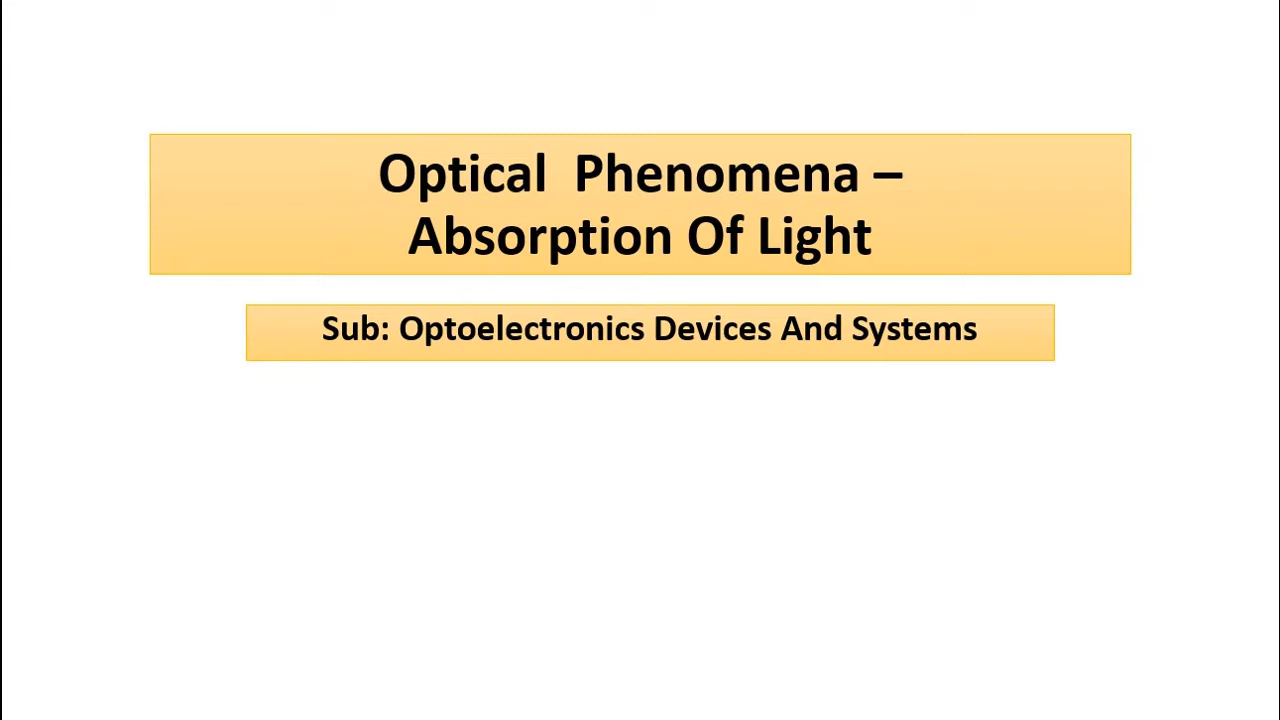 Optical  Phenomena –
Absorption Of Light
Sub: Optoelectronics Devices And Systems